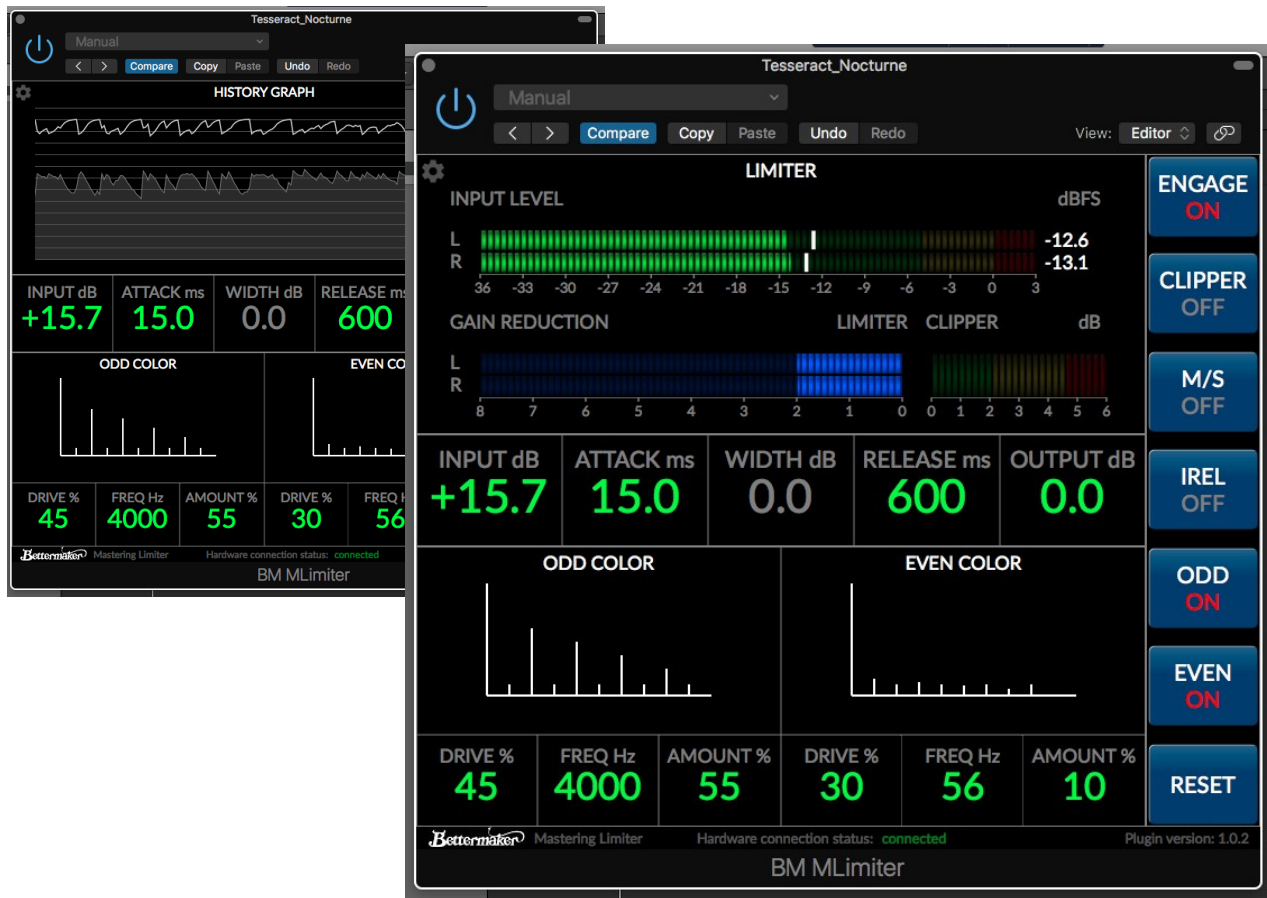 Tesseract_Nocturne
Manual
Compare Copy Paste Undo Redo
HISTORY GRAPH
INPUT dB ATTACK ms WIDTH dB RELEASE ms
+15.7 15.0 0.0 600
ODD COLOR EVEN CO
DRIVE % FREQ Hz AMOUNT % DRIVE % FREQ
45 4000 55 30 56
Bettermaker Mastering Limiter Hardware connection status: connected
BM MLimiter
Tesseract_Nocturne
Manual
Compare Copy Paste Undo Redo View: Editor
LIMITER
INPUT LEVEL dBFS
L -12.6
R -13.1
36 -33 -30 -27 -24 -21 -18 -15 -12 -9 -6 -3 0 3
GAIN REDUCTION LIMITER CLIPPER dB
L
R
8 7 6 5 4 3 2 1 0 0 1 2 3 4 5 6
INPUT dB ATTACK ms WIDTH dB RELEASE ms OUTPUT dB
+15.7 15.0 0.0 600 0.0
ODD COLOR EVEN COLOR
DRIVE % FREQ Hz AMOUNT % DRIVE % FREQ Hz AMOUNT %
45 4000 55 30 56 10
ENGAGE
ON
CLIPPER
OFF
M/S
OFF
IREL
OFF
ODD
ON
EVEN
ON
RESET
Bettermaker Mastering Limiter Hardware connection status: connected Plugin version: 1.0.2
BM MLimiter